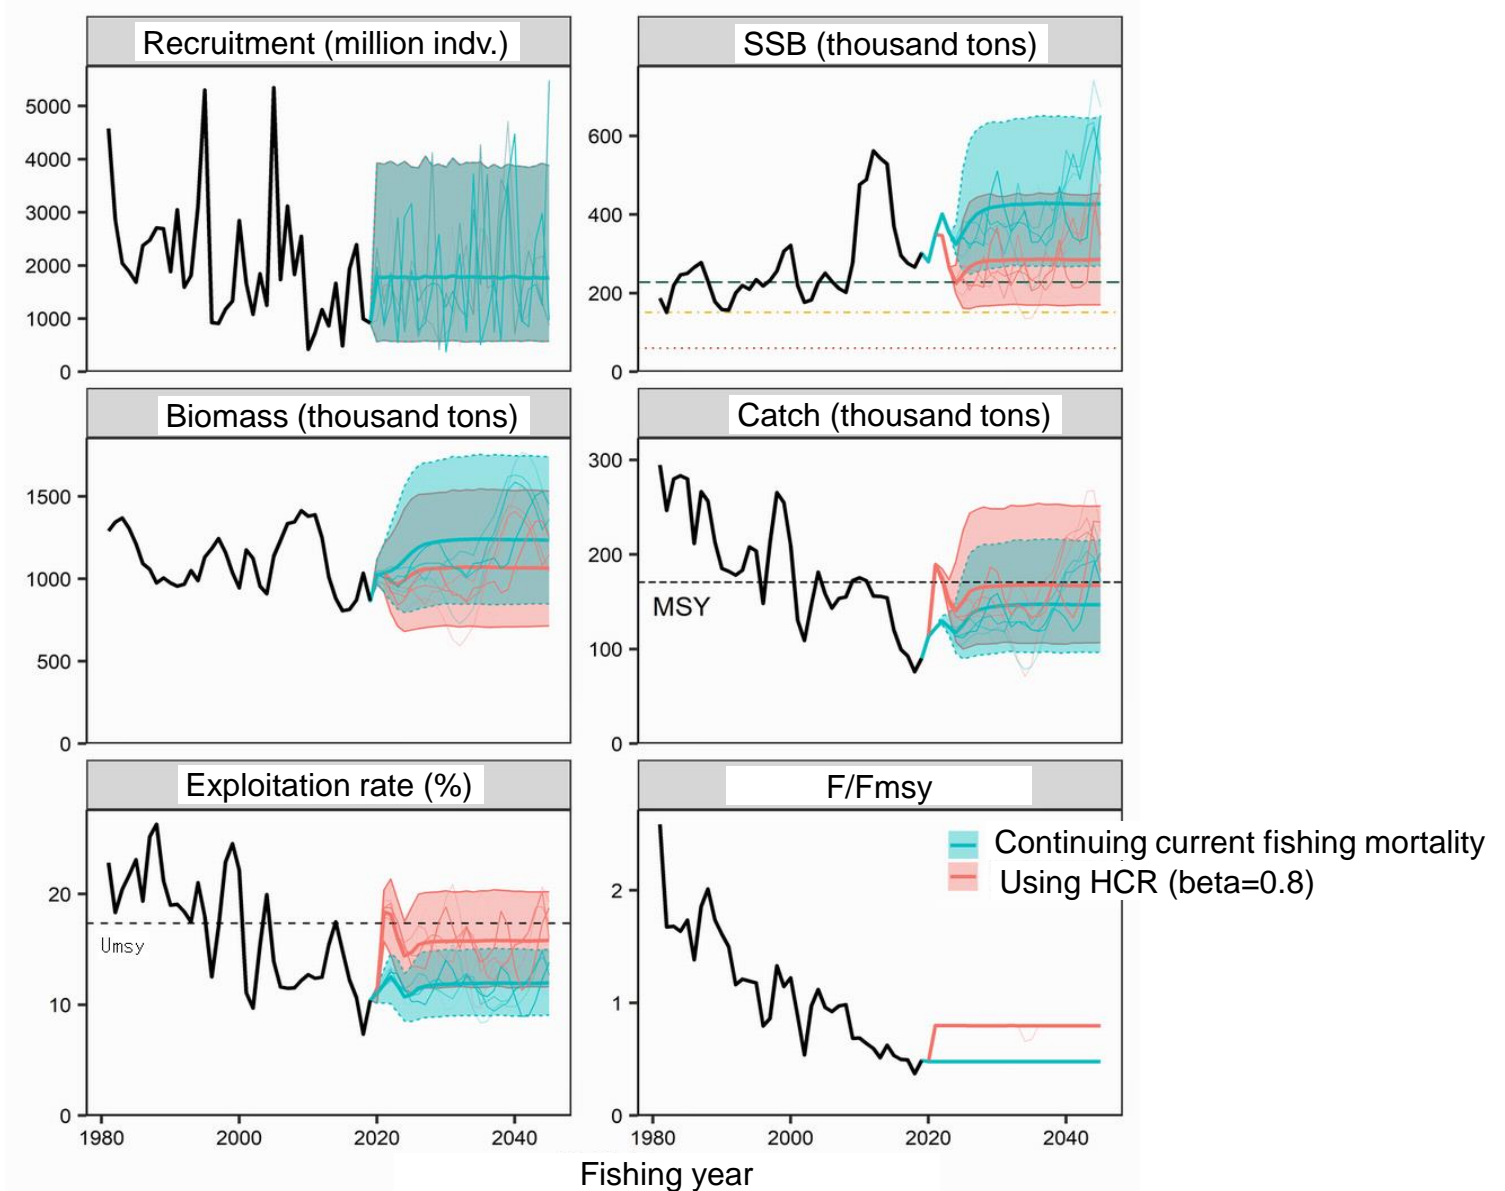 Recruitment (million indv.)
SSB (thousand tons)
5000
4000
3000
2000
1000
0
600
400
200
0
Biomass (thousand tons)
Catch (thousand tons)
1500
1000
500
0
300
200
100
0
MSY
Exploitation rate (%)
F/Fmsy
20
10
0
Umsy
2
1
0
Continuing current fishing mortality
Using HCR (beta=0.8)
1980 2000 2020 2040
1980 2000 2020 2040
Fishing year